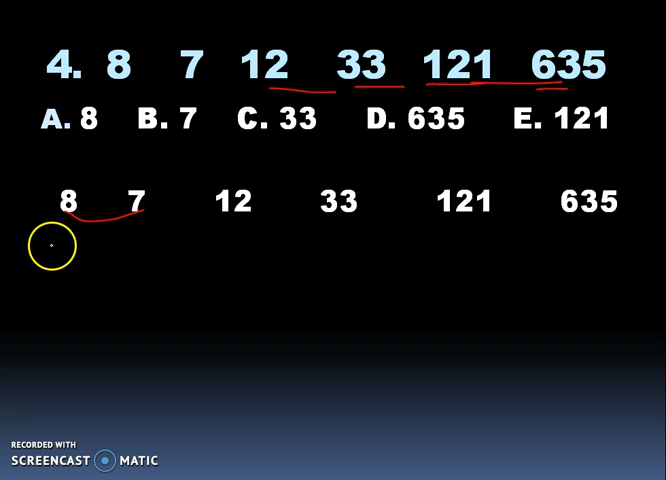 4. 8 7 12 33 121 635
A. 8 B. 7 C. 33 D. 635 E. 121
8 7 12 33 121 635
RECORDED WITH
SCREENCAST MATIC